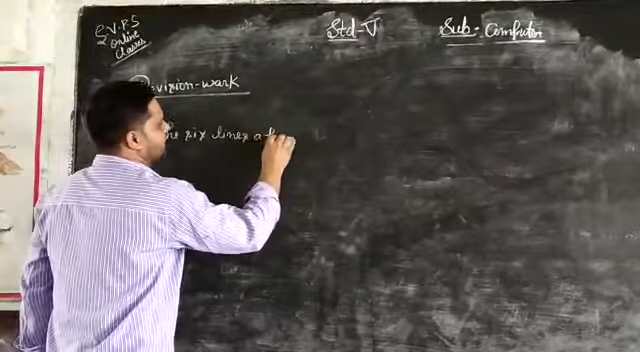 G.V.P.S
Online
Classes
Std-V
Sub-Computer
Revision-work
six lines